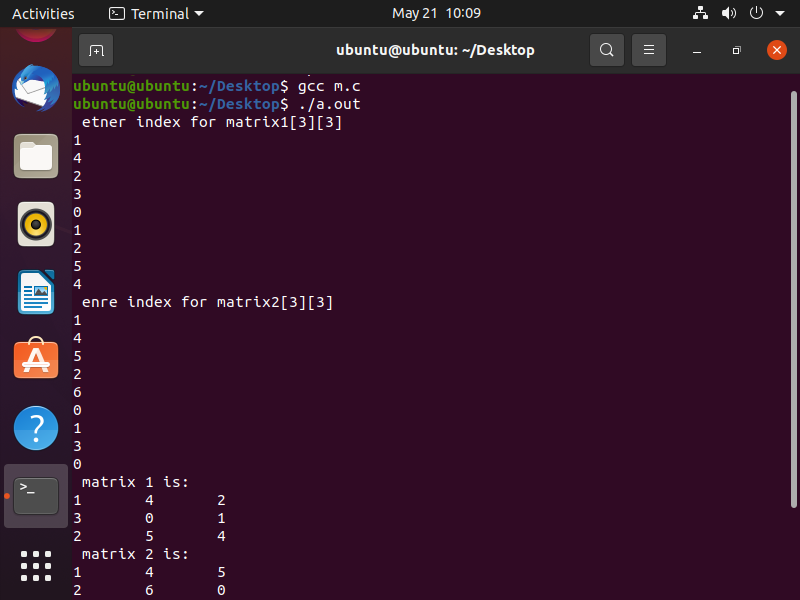 Activities Terminal May 21 10:09
ubuntu@ubuntu: ~/Desktop
ubuntu@ubuntu:~/Desktop$ gcc m.c
ubuntu@ubuntu:~/Desktop$ ./a.out
etner index for matrix1[3][3]
1
4
2
3
0
1
2
5
4
enre index for matrix2[3][3]
1
4
5
2
6
0
1
3
0
matrix 1 is:
1 4 2
3 0 1
2 5 4
matrix 2 is:
1 4 5
2 6 0